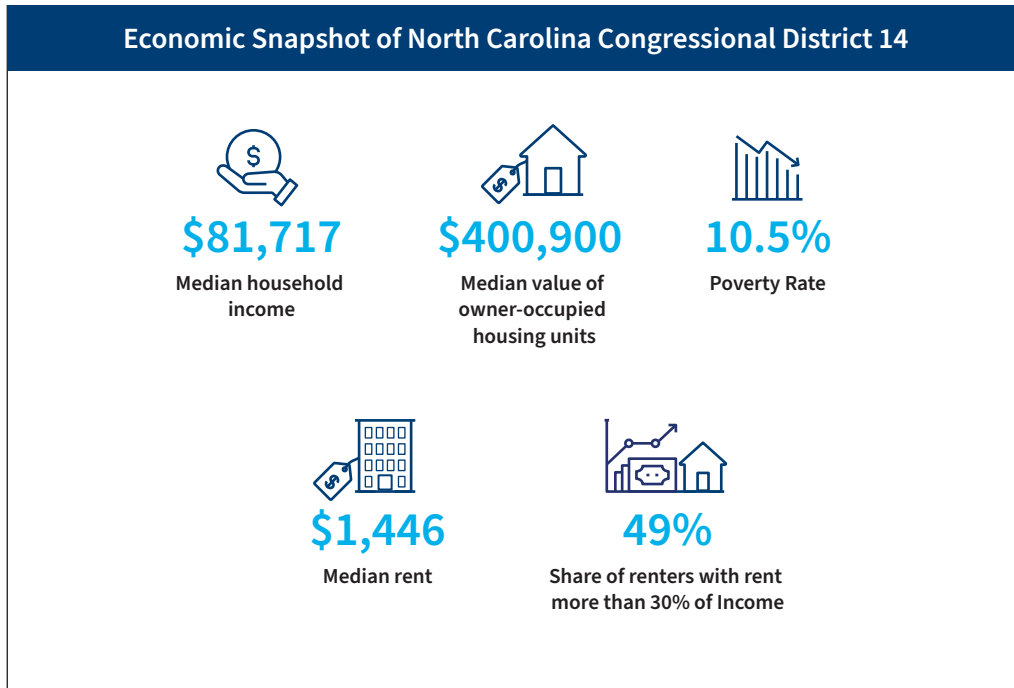 Economic Snapshot of North Carolina Congressional District 14
$
$81,717
Median household
income
$
$400,900
Median value of
owner-occupied
housing units
10.5%
Poverty Rate
$
$1,446
Median rent
49%
Share of renters with rent
more than 30% of Income